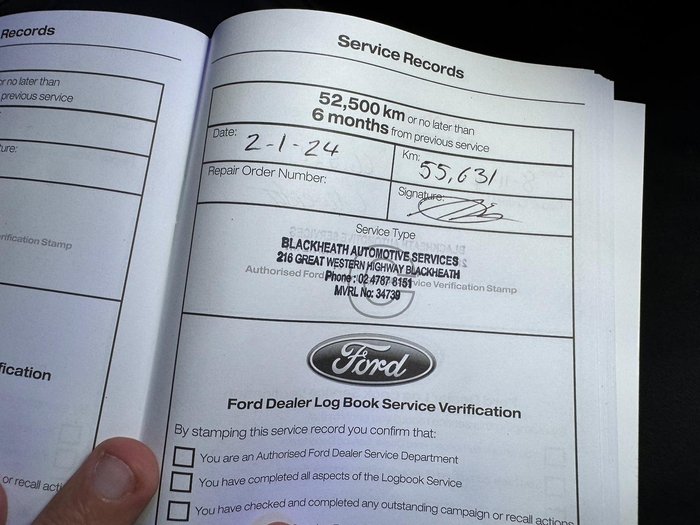 Records
or no later than
previous service
ture:
rification Stamp
fication
or recall acti
Service Records
52,500 km or no later than
6 months from previous service
Date: 2-1-24
Km: 55,631
Repair Order Number:
Signature:
Service Type
BLACKHEATH AUTOMOTIVE SERVICES
216 GREAT WESTERN HIGHWAY BLACKHEATH
Phone: 02 4787 8151
MVRL No: 34739
Authorised Ford vice Verification Stamp
Ford
Ford Dealer Log Book Service Verification
By stamping this service record you confirm that:
You are an Authorised Ford Dealer Service Department
You have completed all aspects of the Logbook Service
You have checked and completed any outstanding campaign or recall actions